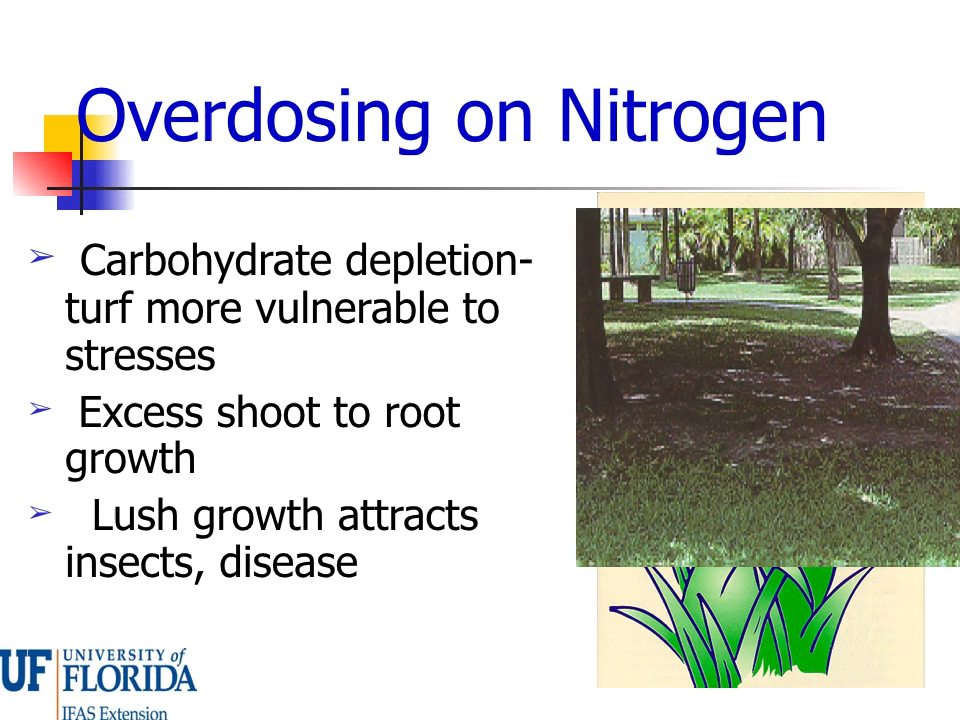 Overdosing on Nitrogen
➢ Carbohydrate depletion-
turf more vulnerable to
stresses
➢ Excess shoot to root
growth
➢ Lush growth attracts
insects, disease
UF UNIVERSITY of
FLORIDA
IFAS Extension